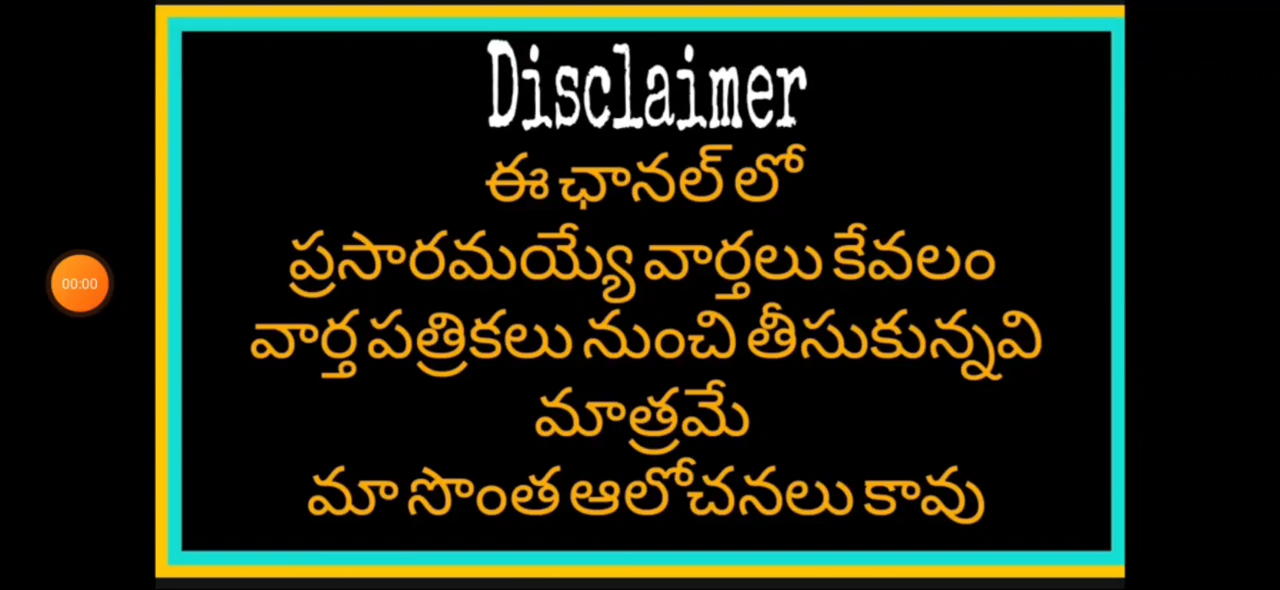 Disclaimer
ఈ ఛానల్ లో
ప్రసారమయ్యే వార్తలు కేవలం
00:00
వార్త పత్రికలు నుంచి తీసుకున్నవి
మాత్రమే
మా సొంత ఆలోచనలు కావు